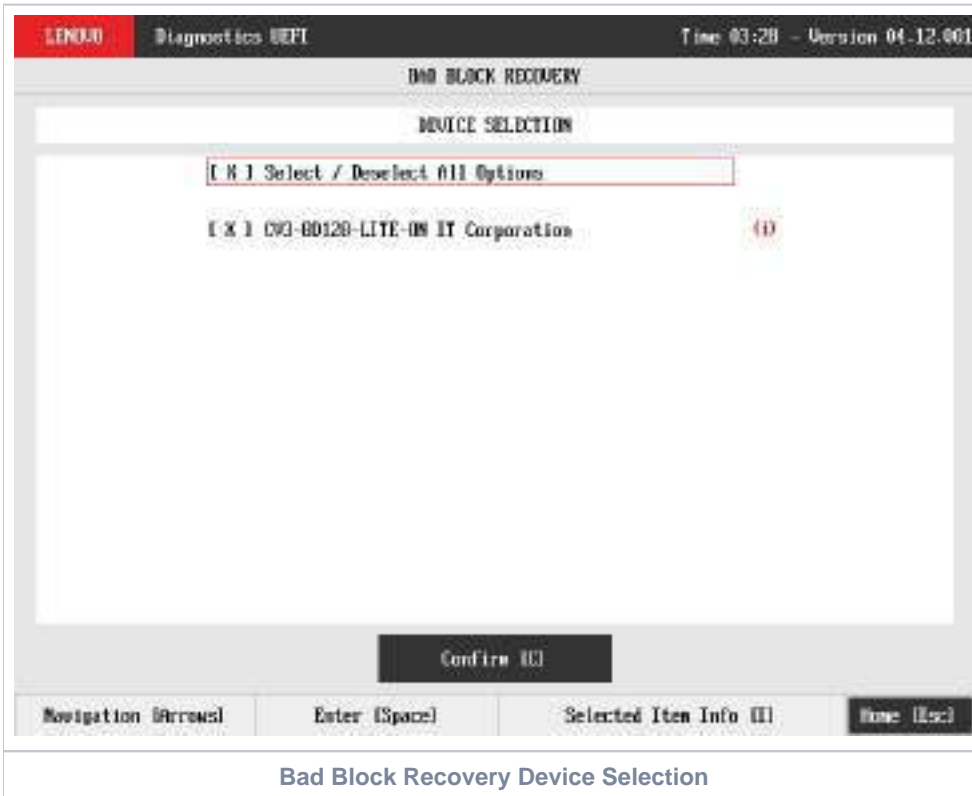 LENOVO Diagnostics UEFI Time 03:28 - Version 04.12.001
BAD BLOCK RECOVERY
DEVICE SELECTION
[ X ] Select / Deselect All Options
[ X ] CV3-8D128-LITE-ON IT Corporation (i)
Confirm [C]
Navigation [Arrows] Enter [Space] Selected Item Info [I] Home [Esc]
Bad Block Recovery Device Selection